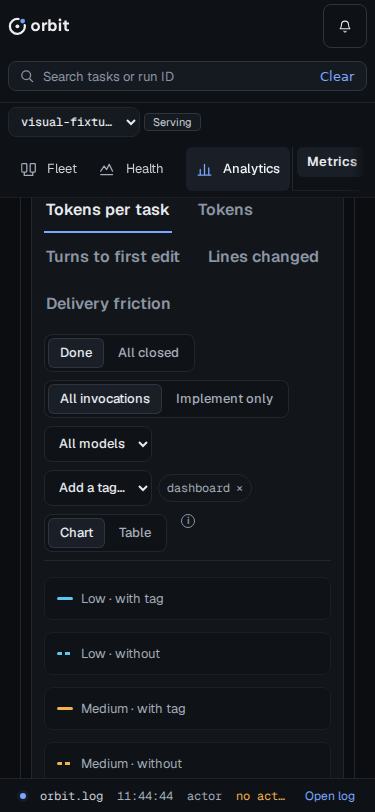 orbit
Search tasks or run ID Clear
visual-fixtu… Serving
Fleet Health Analytics Metrics
Tokens per task Tokens
Turns to first edit Lines changed
Delivery friction
Done All closed
All invocations Implement only
All models
Add a tag… dashboard ×
Chart Table i
Low · with tag
Low · without
Medium · with tag
Medium · without
orbit.log 11:44:44 actor no act… Open log